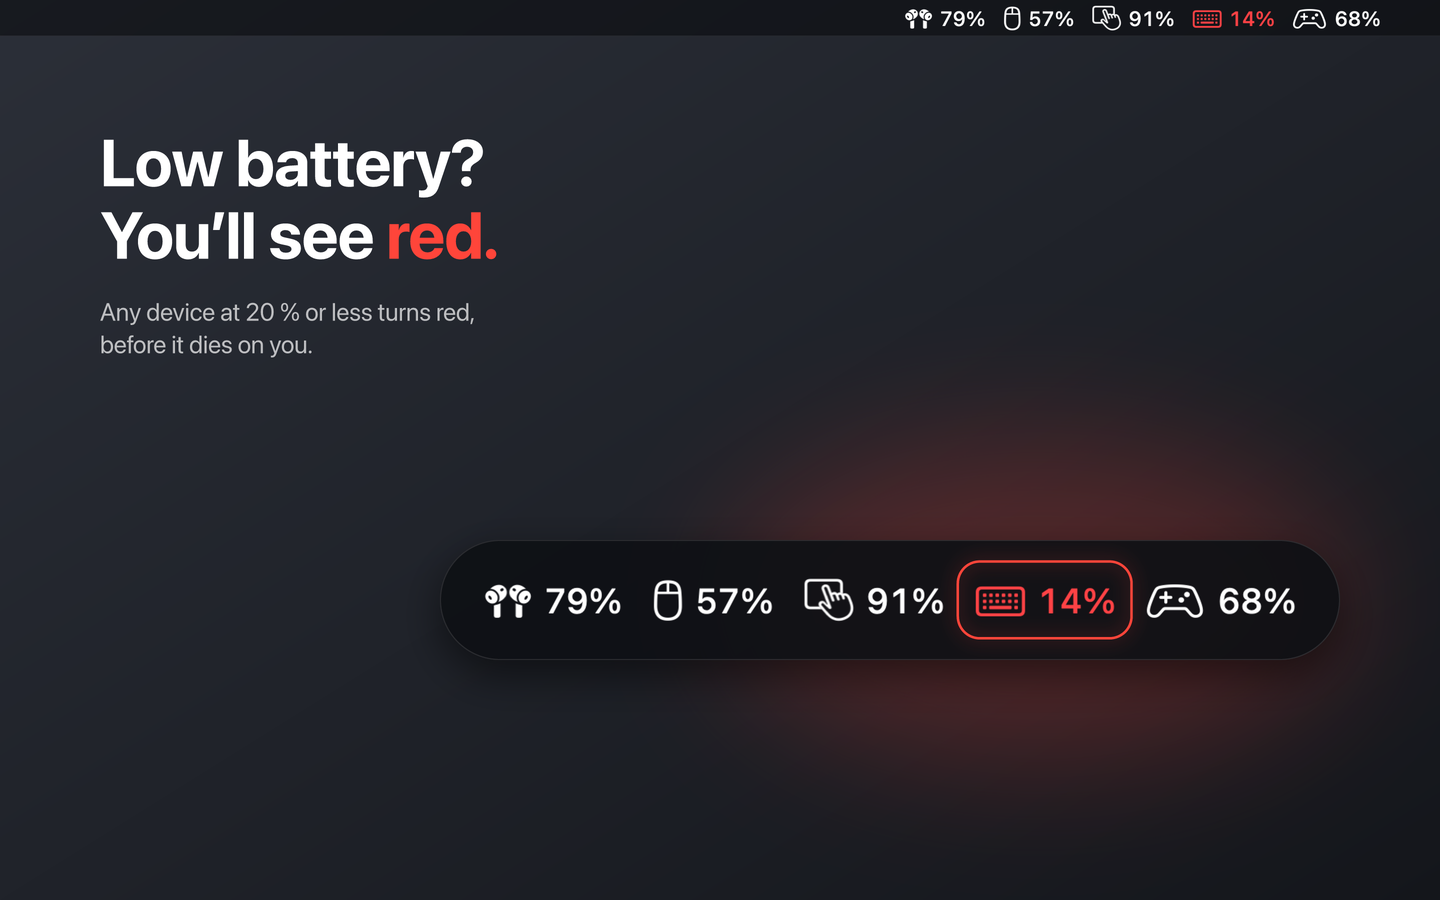 79% 57% 91% 14% 68%
Low battery?
You’ll see red.
Any device at 20 % or less turns red,
before it dies on you.
79% 57% 91% 14% 68%